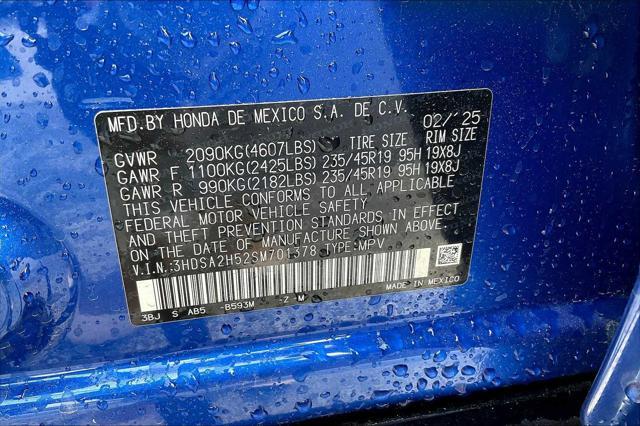 MFD.BY HONDA DE MEXICO S.A. DE C.V. 02/'25
TIRE SIZE RIM SIZE
GVWR 2090KG(4607LBS)
GAWR F 1100KG(2425LBS) 235/45R19 95H 19X8J
GAWR R 990KG(2182LBS) 235/45R19 95H 19X8J
THIS VEHICLE CONFORMS TO ALL APPLICABLE
FEDERAL MOTOR VEHICLE SAFETY
AND THEFT PREVENTION STANDARDS IN EFFECT
ON THE DATE OF MANUFACTURE SHOWN ABOVE.
V.I.N.:3HDSA2H52SM701378 TYPE:MPV
3BJ S AB5 -B593M -Z-M MADE IN MEXICO